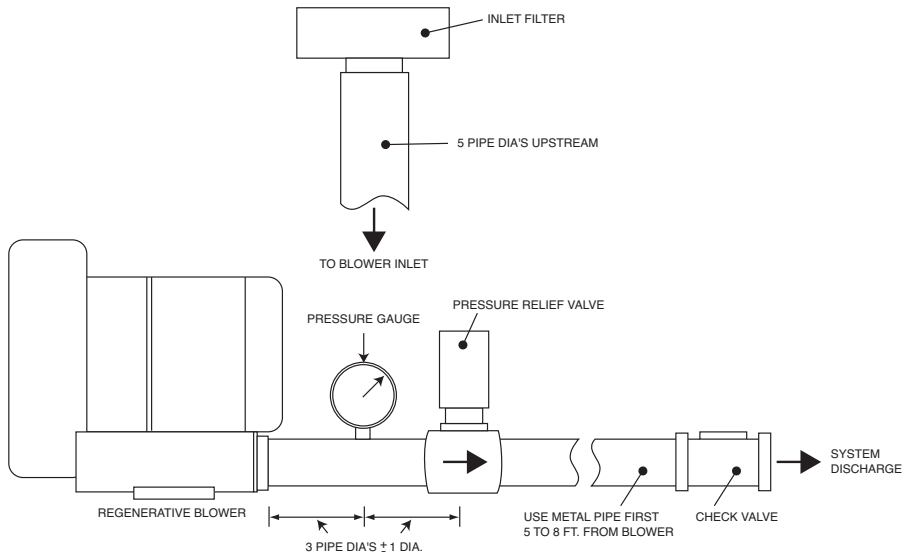 INLET FILTER
5 PIPE DIA'S UPSTREAM
TO BLOWER INLET
PRESSURE RELIEF VALVE
PRESSURE GAUGE
SYSTEM
DISCHARGE
REGENERATIVE BLOWER
USE METAL PIPE FIRST
5 TO 8 FT. FROM BLOWER
CHECK VALVE
3 PIPE DIA'S ± 1 DIA.